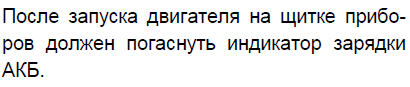 После запуска двигателя на щитке прибо-
ров должен погаснуть индикатор зарядки
АКБ.